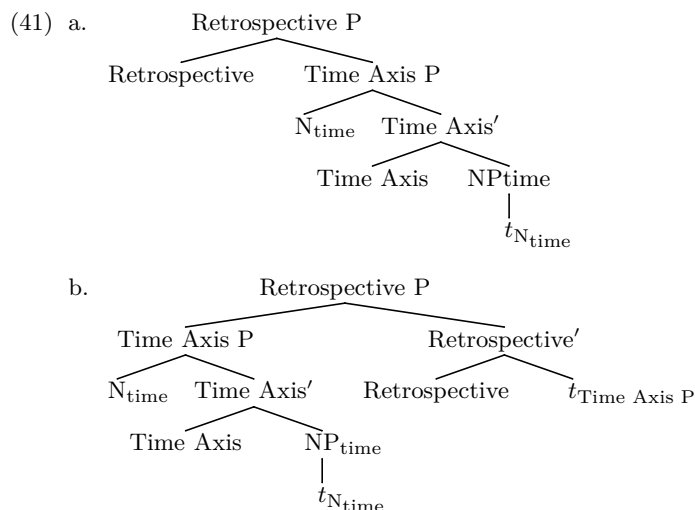 (41) a. Retrospective P
Retrospective Time Axis P
N_time Time Axis′
Time Axis NPtime
t_N_time
b. Retrospective P
Time Axis P Retrospective′
N_time Time Axis′ Retrospective t_Time Axis P
Time Axis NP_time
t_N_time